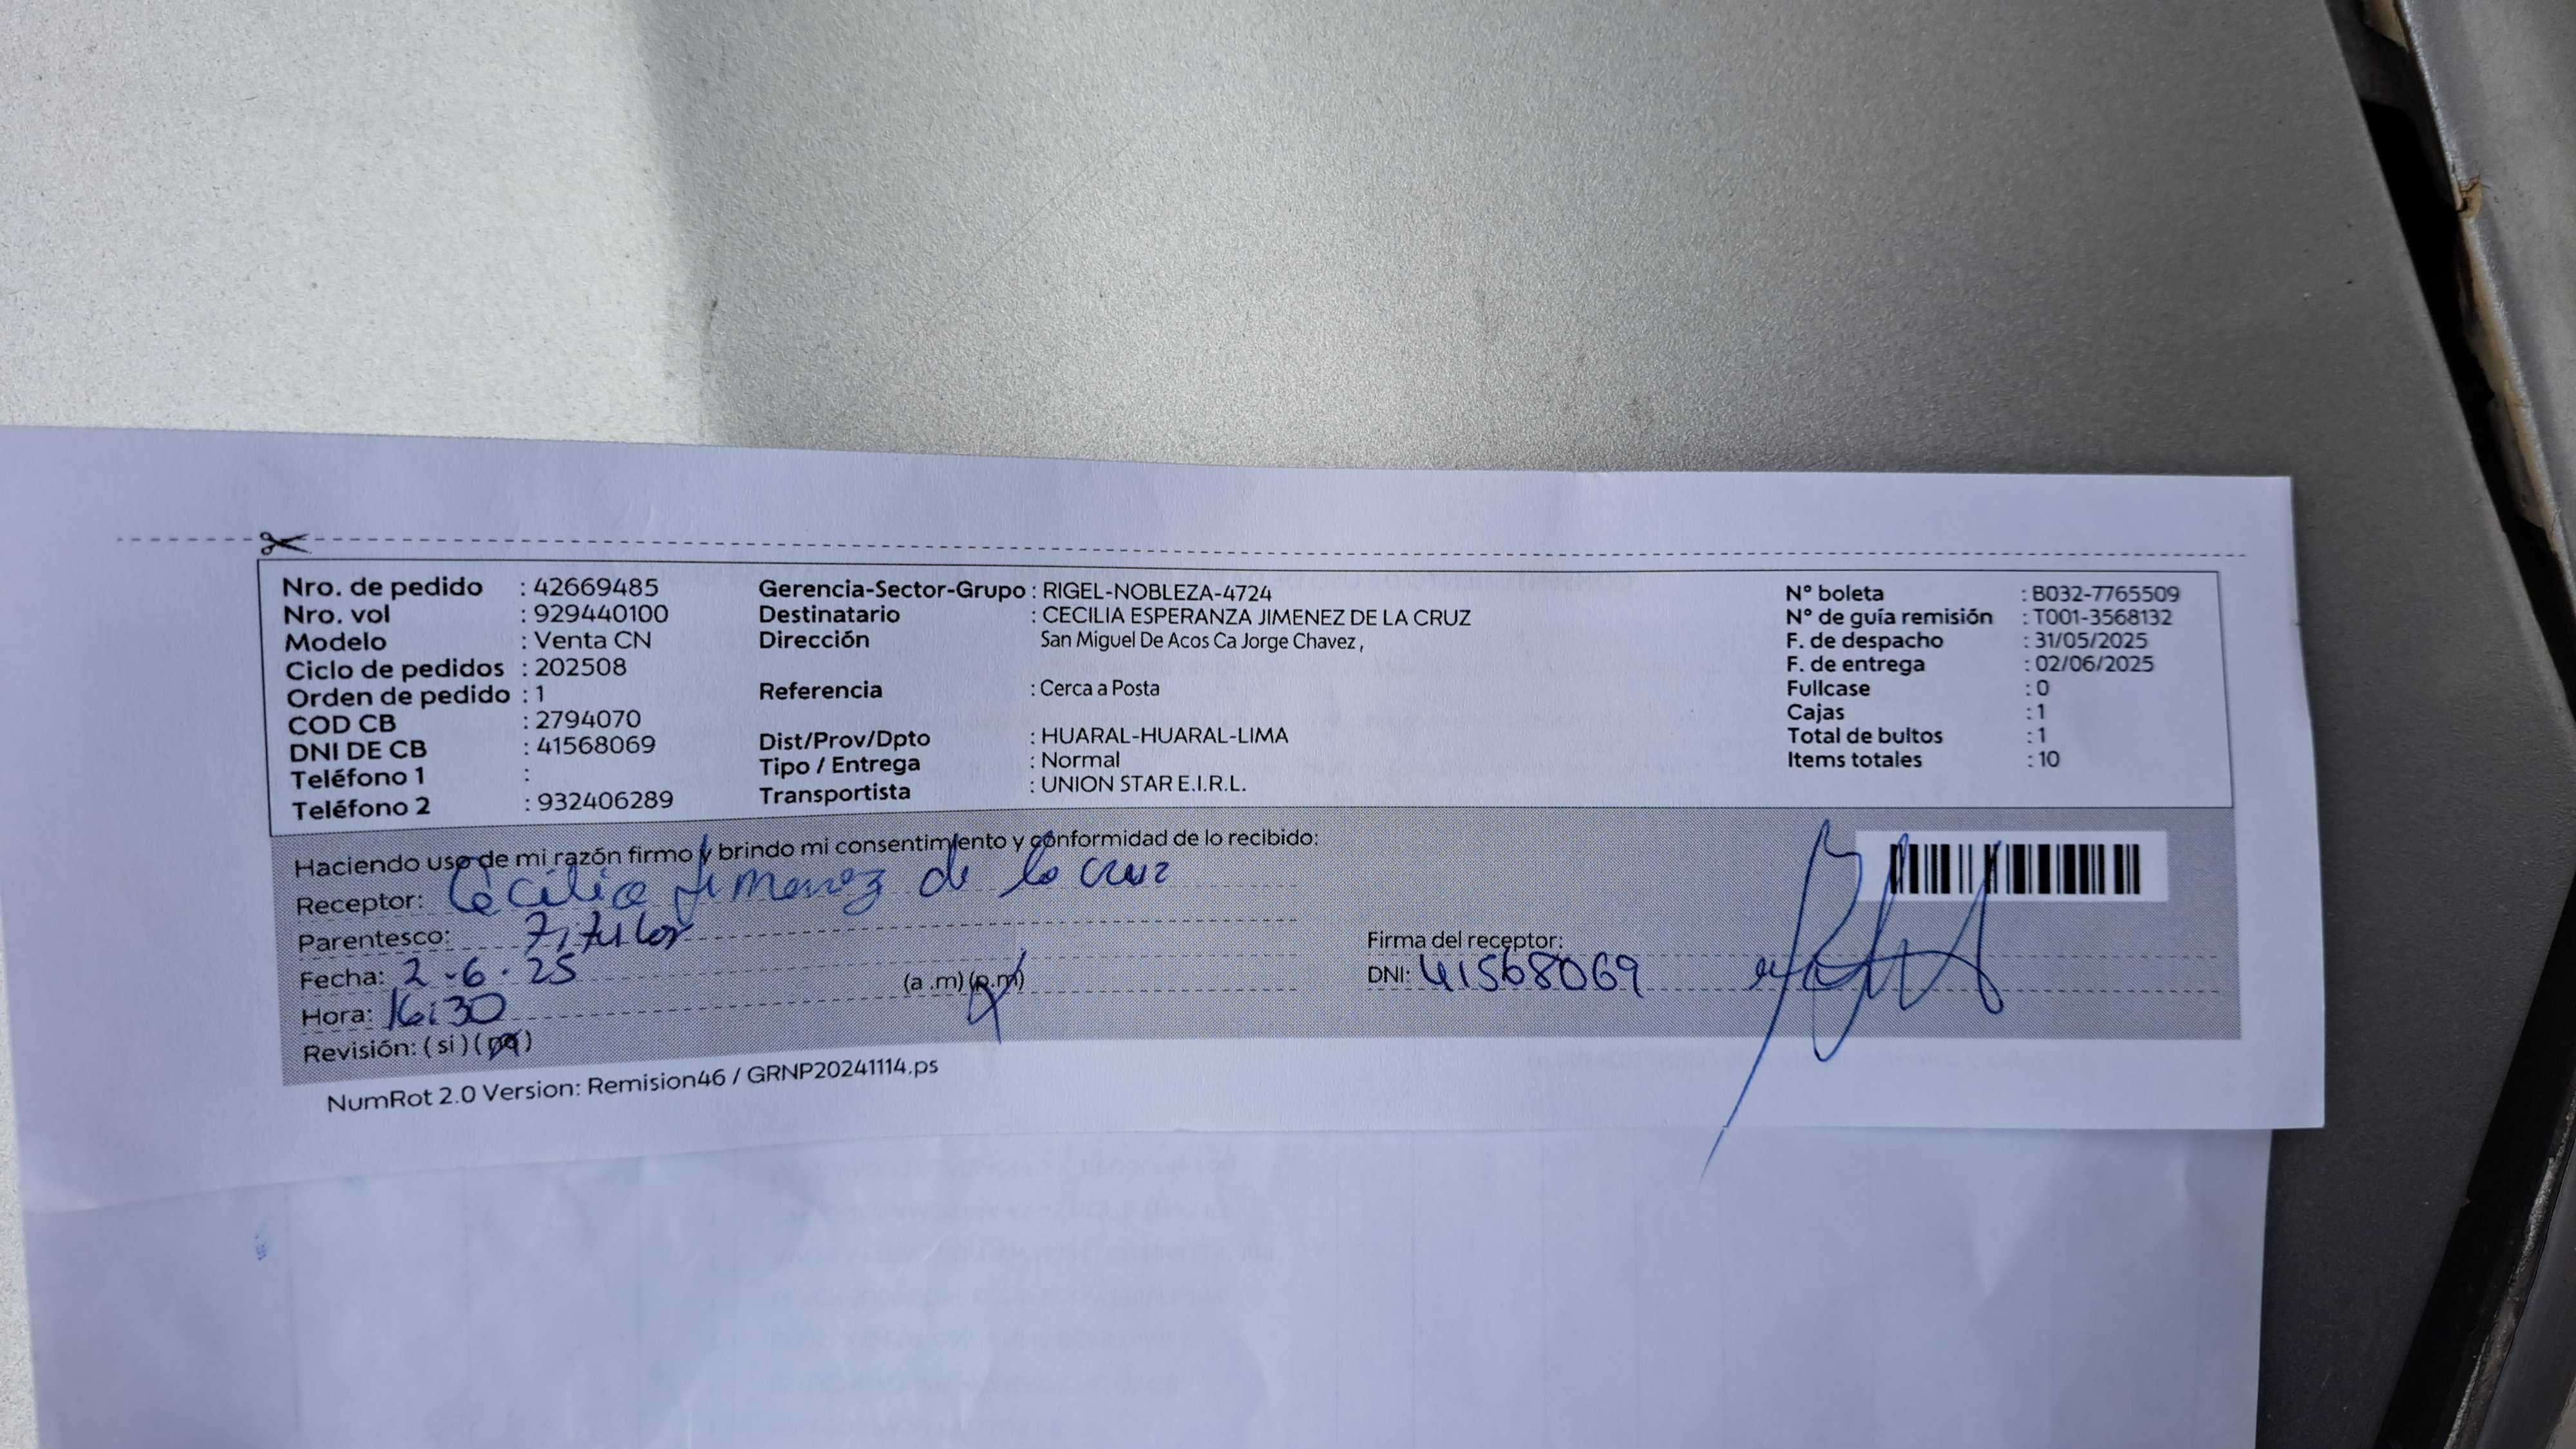 Nro. de pedido : 42669485
Nro. vol : 929440100
Modelo : Venta CN
Ciclo de pedidos : 202508
Orden de pedido : 1
COD CB : 2794070
DNI DE CB : 41568069
Teléfono 1 :
Teléfono 2 : 932406289
Gerencia-Sector-Grupo : RIGEL-NOBLEZA-4724
Destinatario : CECILIA ESPERANZA JIMENEZ DE LA CRUZ
Dirección San Miguel De Acos Ca Jorge Chavez ,
Referencia : Cerca a Posta
Dist/Prov/Dpto : HUARAL-HUARAL-LIMA
Tipo / Entrega : Normal
Transportista : UNION STAR E.I.R.L.
N° boleta : B032-7765509
N° de guía remisión : T001-3568132
F. de despacho : 31/05/2025
F. de entrega : 02/06/2025
Fullcase : 0
Cajas : 1
Total de bultos : 1
Items totales : 10
Haciendo uso de mi razón firmo y brindo mi consentimiento y conformidad de lo recibido:
Receptor: Cecilia Jimenez de la cruz
Parentesco: Titular
Fecha: 2-6-25
Hora: 16:30 (a .m) (p.m)
Revisión: ( si ) ( no )
Firma del receptor:
DNI: 41568069
NumRot 2.0 Version: Remision46 / GRNP20241114.ps